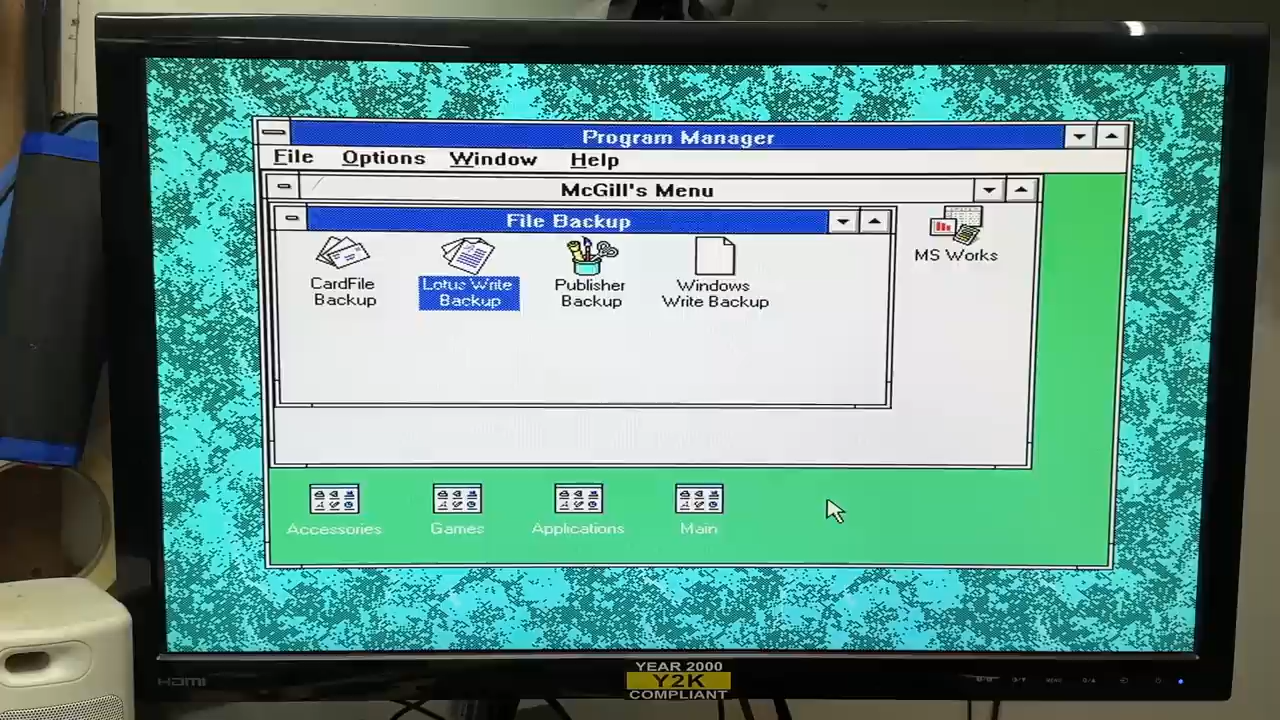 Program Manager
File Options Window Help
McGill's Menu
File Backup
MS Works
CardFile
Backup
Lotus Write
Backup
Publisher
Backup
Windows
Write Backup
Accessories
Games
Applications
Main
HDMI
YEAR 2000
Y2K
COMPLIANT